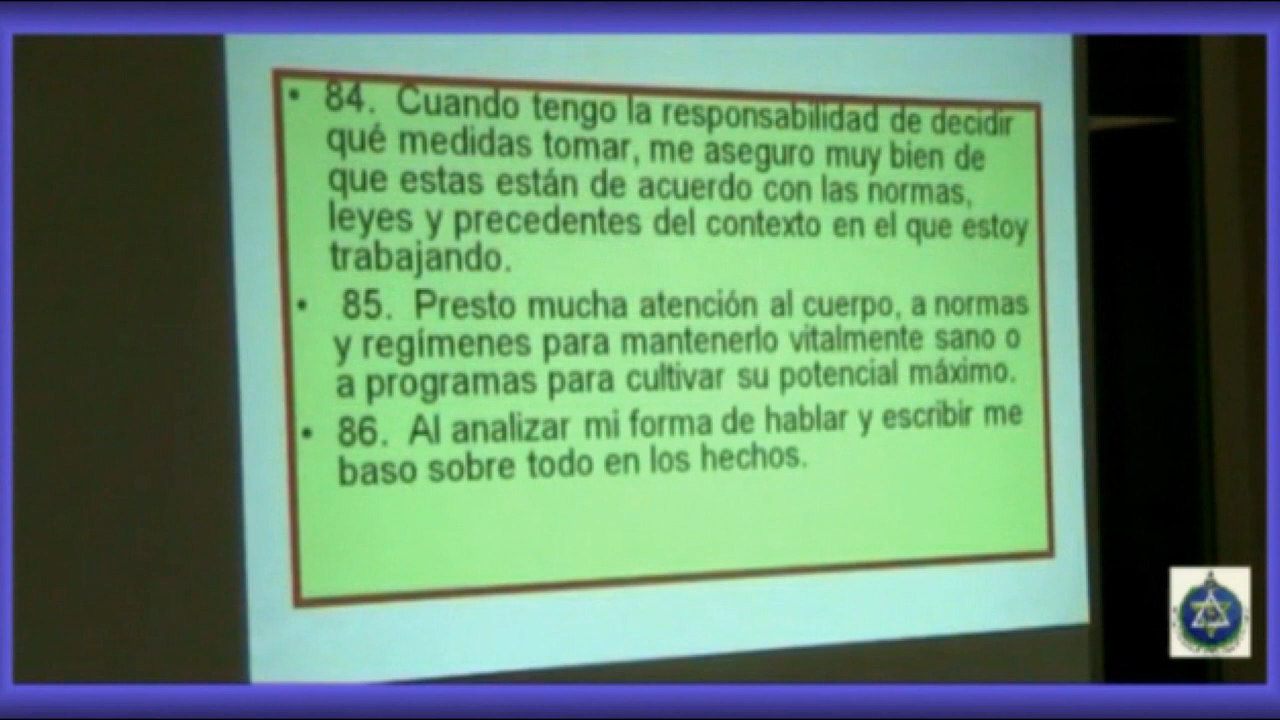 • 84. Cuando tengo la responsabilidad de decidir
qué medidas tomar, me aseguro muy bien de
que estas están de acuerdo con las normas,
leyes y precedentes del contexto en el que estoy
trabajando.
• 85. Presto mucha atención al cuerpo, a normas
y regímenes para mantenerlo vitalmente sano o
a programas para cultivar su potencial máximo.
• 86. Al analizar mi forma de hablar y escribir me
baso sobre todo en los hechos.